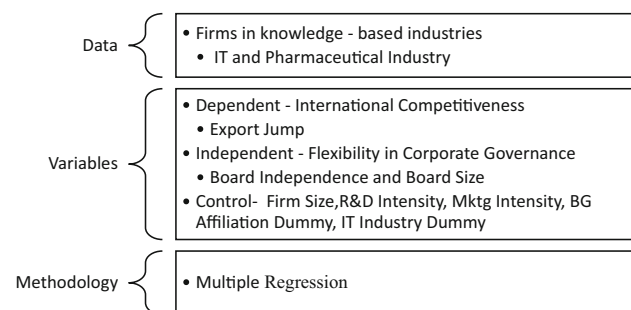 Data
• Firms in knowledge - based industries
• IT and Pharmaceutical Industry
Variables
• Dependent - International Competitiveness
• Export Jump
• Independent - Flexibility in Corporate Governance
• Board Independence and Board Size
• Control- Firm Size,R&D Intensity, Mktg Intensity, BG
Affiliation Dummy, IT Industry Dummy
Methodology
• Multiple Regression